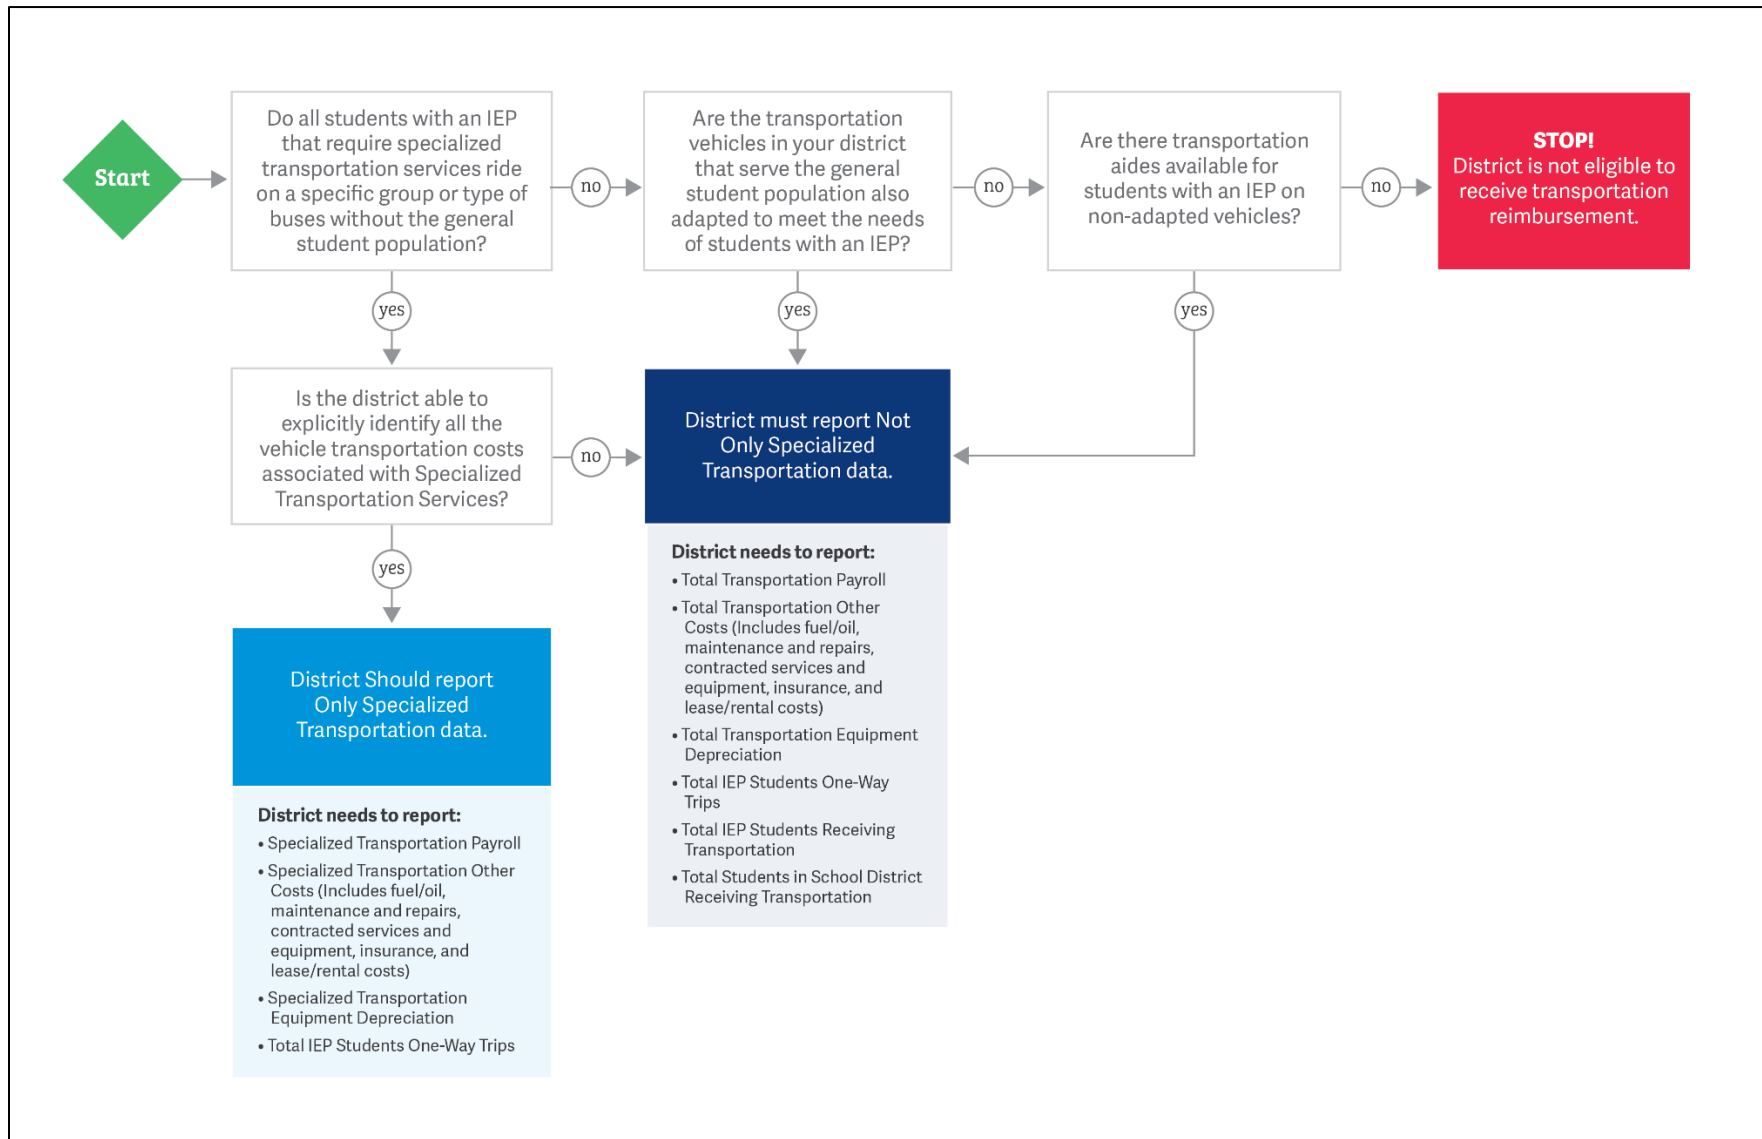 Start
Do all students with an IEP
that require specialized
transportation services ride
on a specific group or type of
buses without the general
student population?
no
Are the transportation
vehicles in your district
that serve the general
student population also
adapted to meet the needs
of students with an IEP?
no
Are there transportation
aides available for
students with an IEP on
non-adapted vehicles?
no
STOP!
District is not eligible to
receive transportation
reimbursement.
yes
yes
yes
Is the district able to
explicitly identify all the
vehicle transportation costs
associated with Specialized
Transportation Services?
no
District must report Not
Only Specialized
Transportation data.
District needs to report:
• Total Transportation Payroll
• Total Transportation Other
Costs (Includes fuel/oil,
maintenance and repairs,
contracted services and
equipment, insurance, and
lease/rental costs)
• Total Transportation Equipment
Depreciation
• Total IEP Students One-Way
Trips
• Total IEP Students Receiving
Transportation
• Total Students in School District
Receiving Transportation
yes
District Should report
Only Specialized
Transportation data.
District needs to report:
• Specialized Transportation Payroll
• Specialized Transportation Other
Costs (Includes fuel/oil,
maintenance and repairs,
contracted services and
equipment, insurance, and
lease/rental costs)
• Specialized Transportation
Equipment Depreciation
• Total IEP Students One-Way Trips